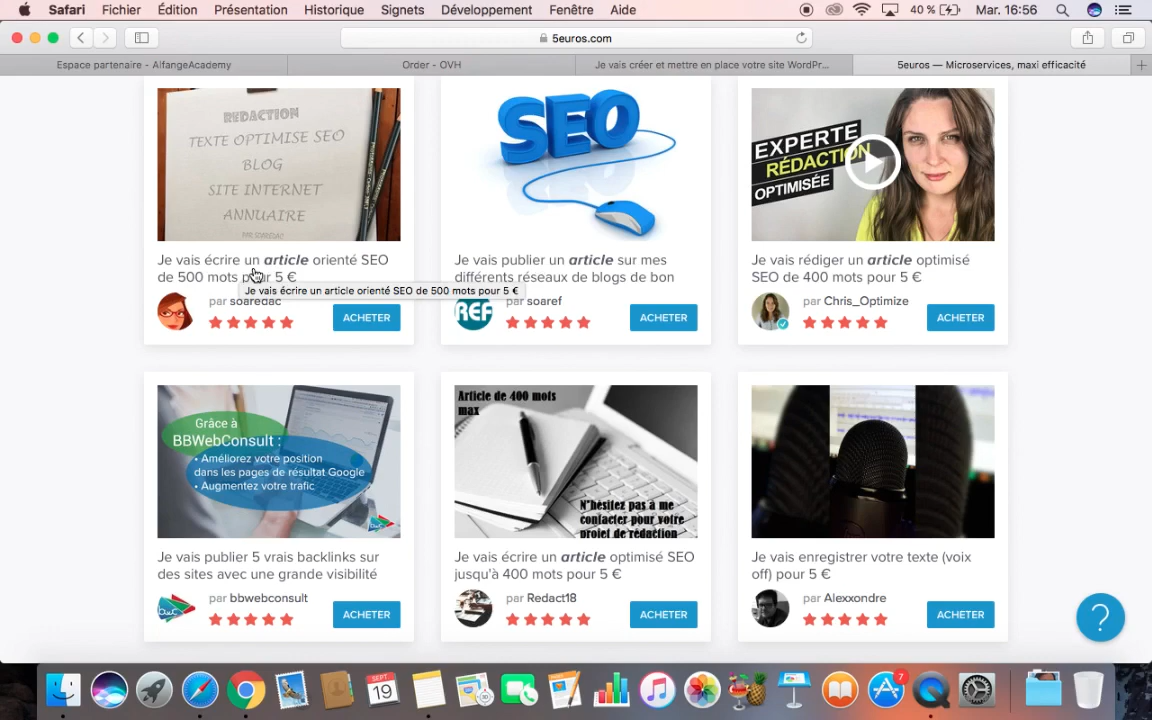 Safari Fichier Édition Présentation Historique Signets Développement Fenêtre Aide 40 % Mar. 16:56
5euros.com
Espace partenaire - AlfangeAcademy Order - OVH Je vais créer et mettre en place votre site WordPr... 5euros — Microservices, maxi efficacité
REDACTION
TEXTE OPTIMISE SEO
BLOG
SITE INTERNET
ANNUAIRE
PAR SOAREDAC
SEO
EXPERTE
RÉDACTION
OPTIMISÉE
Je vais écrire un article orienté SEO
de 500 mots pour 5 €
Je vais écrire un article orienté SEO de 500 mots pour 5 €
par soaredac
ACHETER
Je vais publier un article sur mes
différents réseaux de blogs de bon
REF
par soaref
ACHETER
Je vais rédiger un article optimisé
SEO de 400 mots pour 5 €
par Chris_Optimize
ACHETER
Grâce à
BBWebConsult :
• Améliorez votre position
dans les pages de résultat Google
• Augmentez votre trafic
Je vais publier 5 vrais backlinks sur
des sites avec une grande visibilité
par bbwebconsult
ACHETER
Article de 400 mots
max
N'hésitez pas à me
contacter pour votre
projet de rédaction
Je vais écrire un article optimisé SEO
jusqu'à 400 mots pour 5 €
par Redact18
ACHETER
Je vais enregistrer votre texte (voix
off) pour 5 €
par Alexxondre
ACHETER
?
SEP
19
30
7